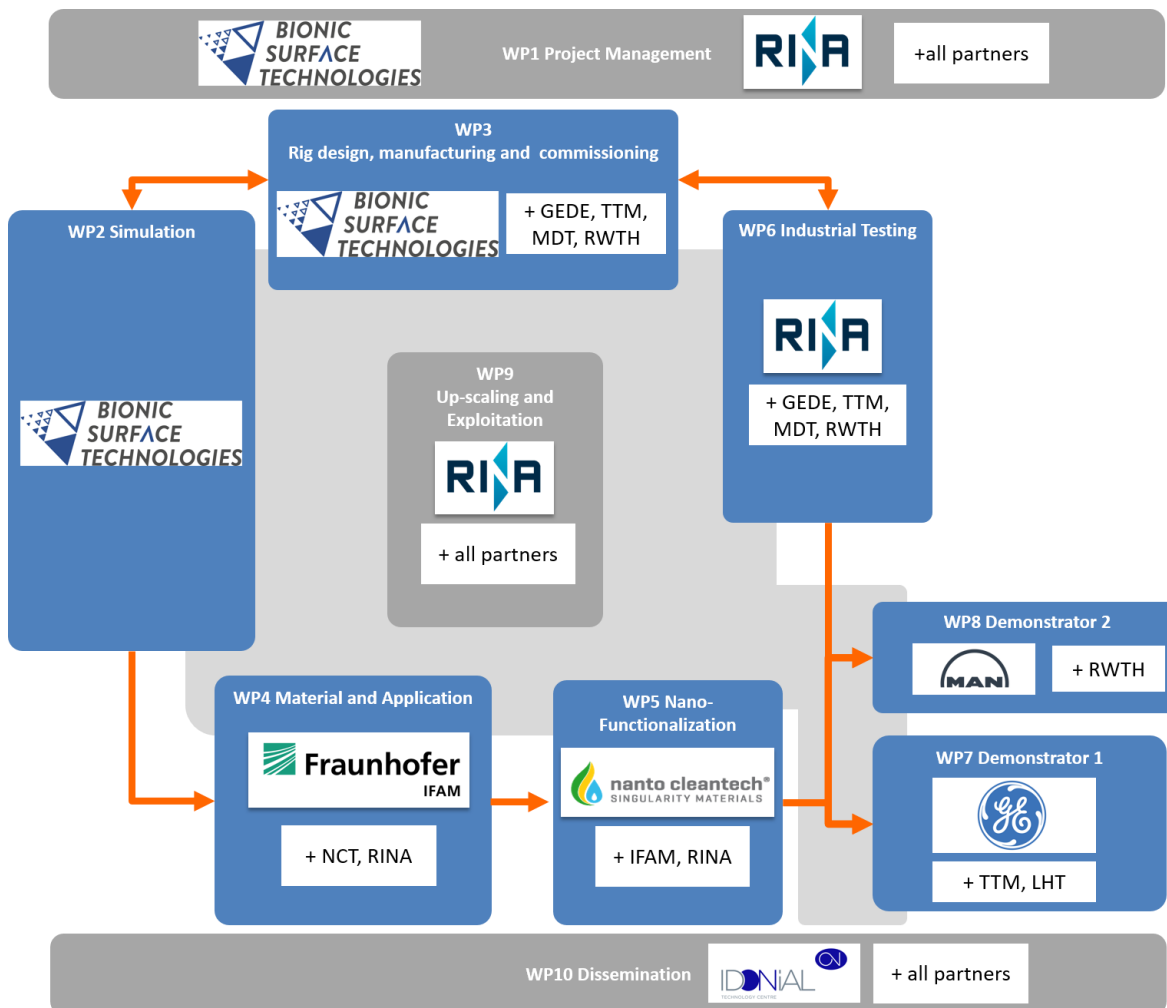 BIONIC
SURFACE
TECHNOLOGIES
WP1 Project Management
RINA
+all partners
WP3
Rig design, manufacturing and commissioning
BIONIC
SURFACE
TECHNOLOGIES
+ GEDE, TTM,
MDT, RWTH
WP2 Simulation
BIONIC
SURFACE
TECHNOLOGIES
WP6 Industrial Testing
RINA
+ GEDE, TTM,
MDT, RWTH
WP9
Up-scaling and
Exploitation
RINA
+ all partners
WP8 Demonstrator 2
MAN
+ RWTH
WP4 Material and Application
Fraunhofer
IFAM
+ NCT, RINA
WP5 Nano-
Functionalization
nanto cleantech®
SINGULARITY MATERIALS
+ IFAM, RINA
WP7 Demonstrator 1
GE
+ TTM, LHT
WP10 Dissemination
IDONIAL
TECHNOLOGY CENTRE
+ all partners